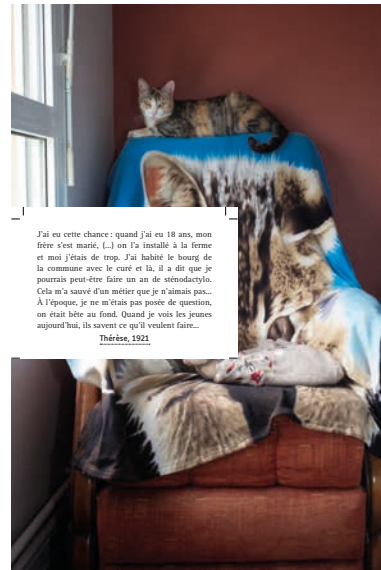 J'ai eu cette chance : quand j'ai eu 18 ans, mon
frère s'est marié, (...) on l'a installé à la ferme
et moi j'étais de trop. J'ai habité le bourg de
la commune avec le curé et là, il a dit que je
pourrais peut-être faire un an de sténodactylo.
Cela m'a sauvé d'un métier que je n'aimais pas...
À l'époque, je ne m'étais pas posée de question,
on était bête au fond. Quand je vois les jeunes
aujourd'hui, ils savent ce qu'il veulent faire...
Thérèse, 1921